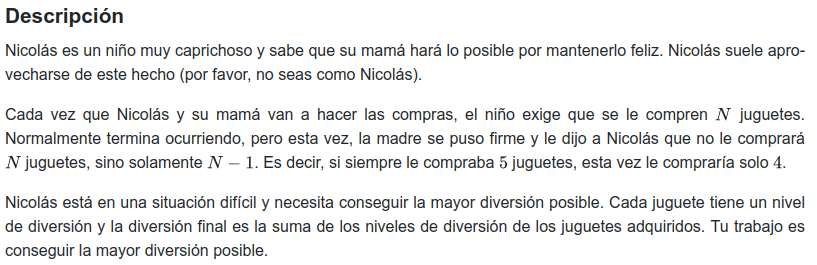 Descripción
Nicolás es un niño muy caprichoso y sabe que su mamá hará lo posible por mantenerlo feliz. Nicolás suele apro-
vecharse de este hecho (por favor, no seas como Nicolás).
Cada vez que Nicolás y su mamá van a hacer las compras, el niño exige que se le compren N juguetes.
Normalmente termina ocurriendo, pero esta vez, la madre se puso firme y le dijo a Nicolás que no le comprará
N juguetes, sino solamente N − 1. Es decir, si siempre le compraba 5 juguetes, esta vez le compraría solo 4.
Nicolás está en una situación difícil y necesita conseguir la mayor diversión posible. Cada juguete tiene un nivel
de diversión y la diversión final es la suma de los niveles de diversión de los juguetes adquiridos. Tu trabajo es
conseguir la mayor diversión posible.